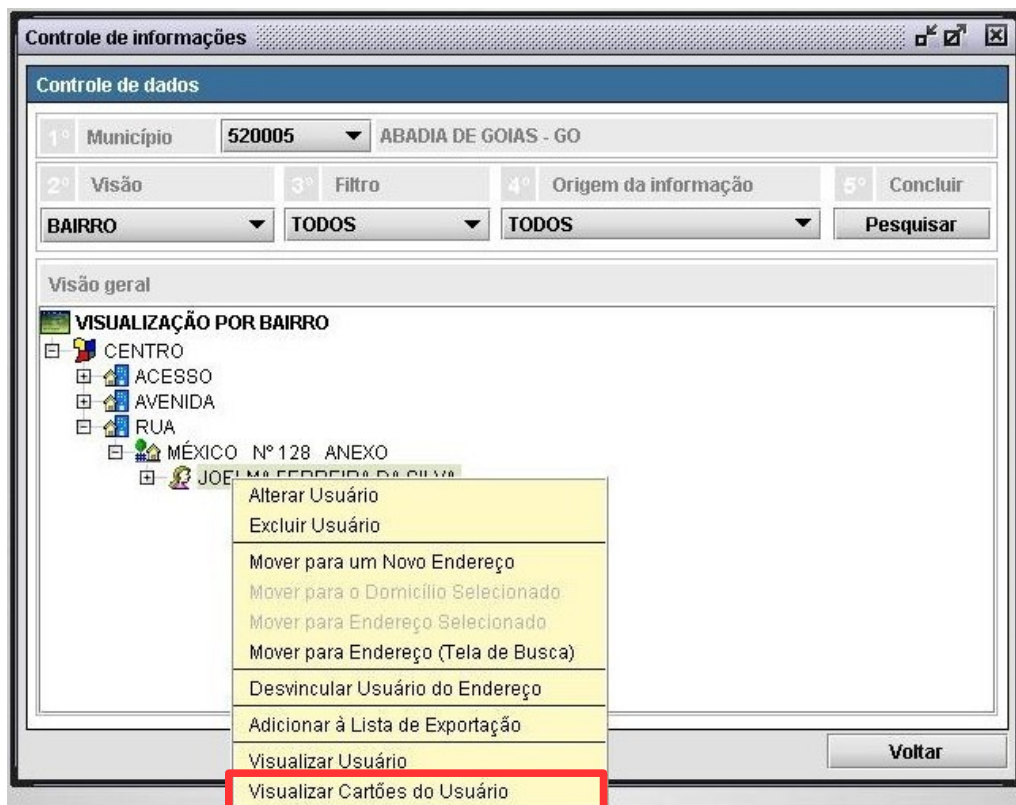 Controle de informações
Controle de dados
1º Município 520005 ABADIA DE GOIAS - GO
2º Visão 3º Filtro 4º Origem da informação 5º Concluir
BAIRRO TODOS TODOS Pesquisar
Visão geral
VISUALIZAÇÃO POR BAIRRO
CENTRO
ACESSO
AVENIDA
RUA
MÉXICO Nº 128 ANEXO
JOELMA FERREIRA DA SILVA
Alterar Usuário
Excluir Usuário
Mover para um Novo Endereço
Mover para o Domicílio Selecionado
Mover para Endereço Selecionado
Mover para Endereço (Tela de Busca)
Desvincular Usuário do Endereço
Adicionar à Lista de Exportação
Visualizar Usuário
Visualizar Cartões do Usuário
Voltar